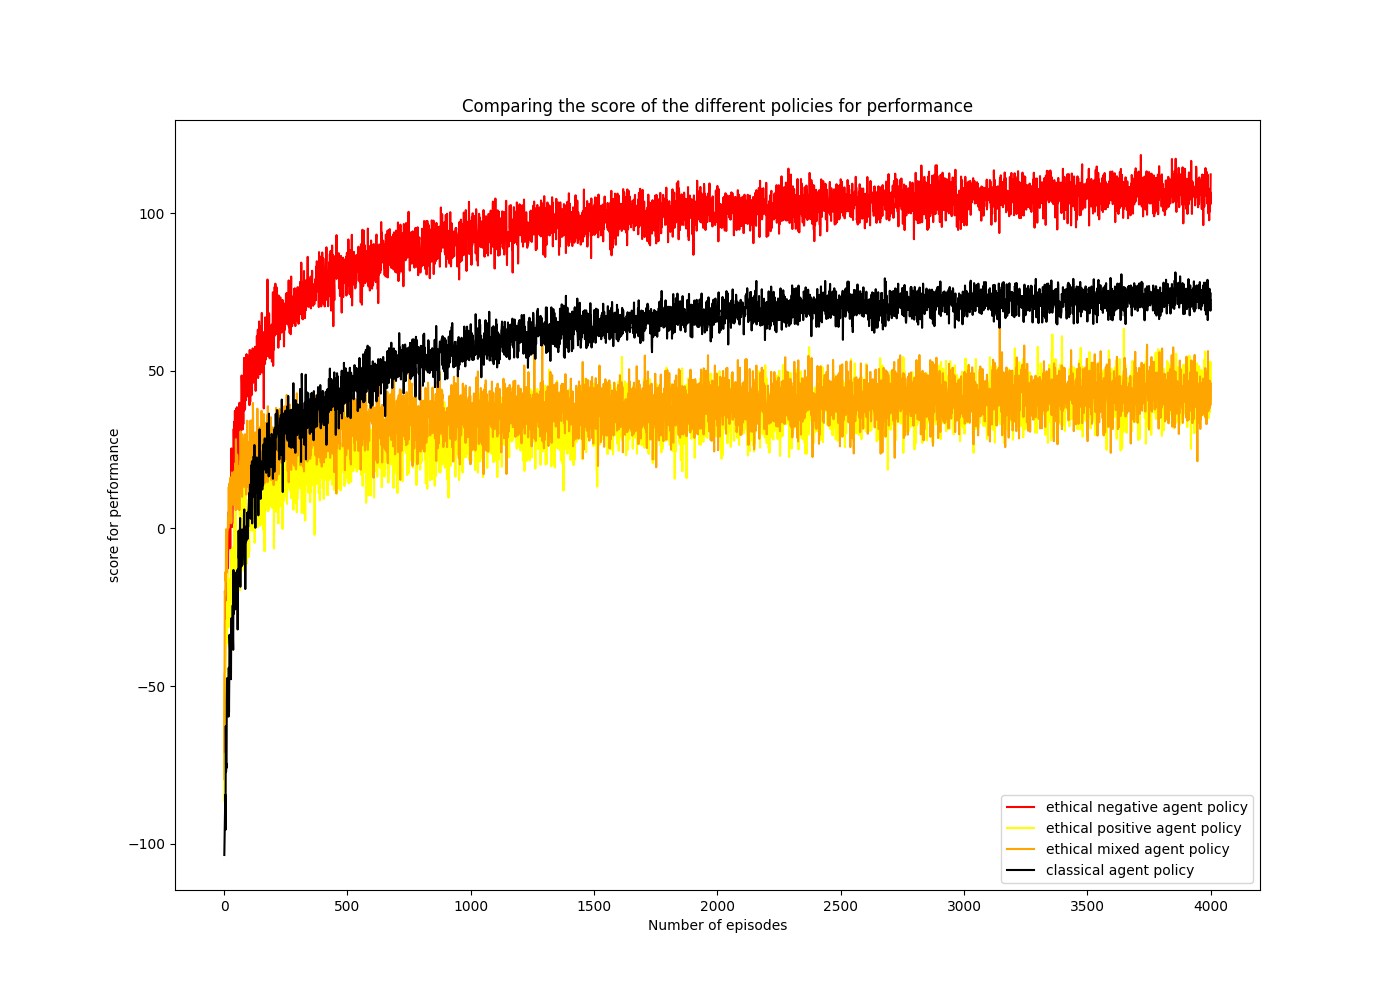 Comparing the score of the different policies for performance
score for performance
100
50
0
−50
−100
0 500 1000 1500 2000 2500 3000 3500 4000
Number of episodes
ethical negative agent policy
ethical positive agent policy
ethical mixed agent policy
classical agent policy